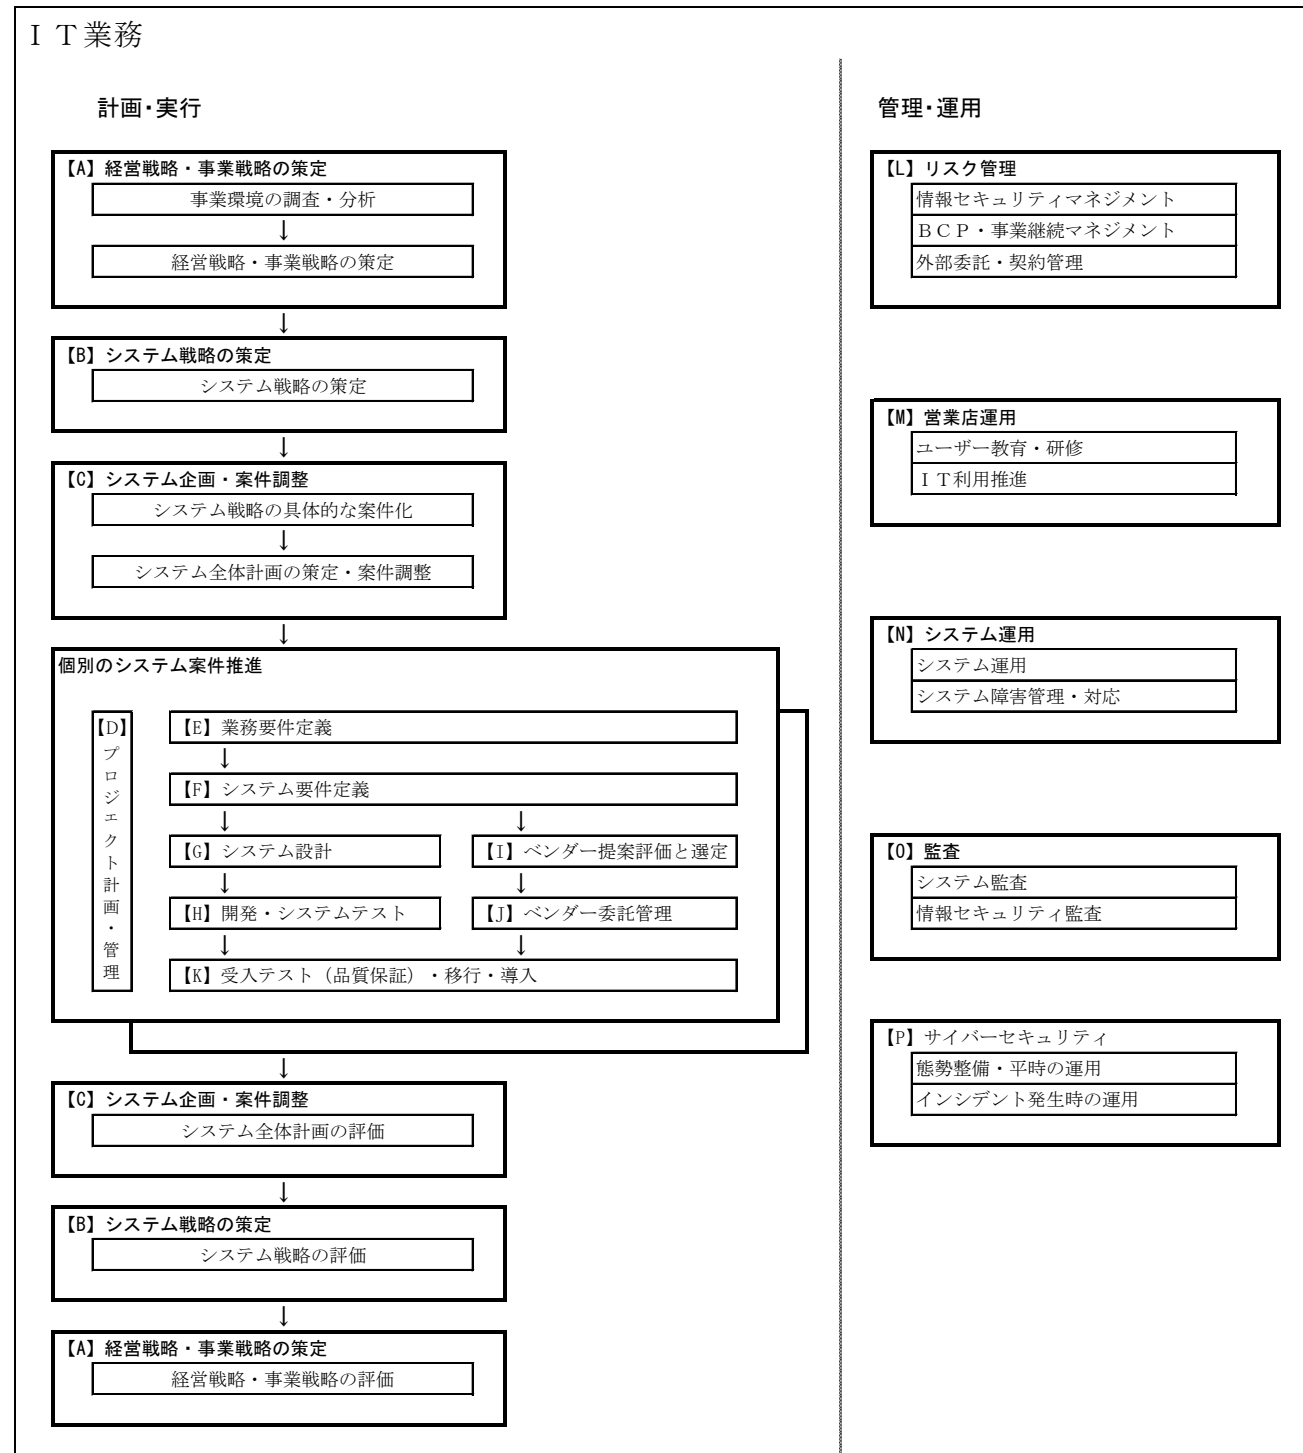 ＩＴ業務
計画・実行
【A】経営戦略・事業戦略の策定
事業環境の調査・分析
↓
経営戦略・事業戦略の策定
↓
【B】システム戦略の策定
システム戦略の策定
↓
【C】システム企画・案件調整
システム戦略の具体的な案件化
↓
システム全体計画の策定・案件調整
↓
個別のシステム案件推進
【D】プロジェクト計画・管理
【E】業務要件定義
↓
【F】システム要件定義
↓ ↓
【G】システム設計 【I】ベンダー提案評価と選定
↓ ↓
【H】開発・システムテスト 【J】ベンダー委託管理
↓ ↓
【K】受入テスト（品質保証）・移行・導入
↓
【C】システム企画・案件調整
システム全体計画の評価
↓
【B】システム戦略の策定
システム戦略の評価
↓
【A】経営戦略・事業戦略の策定
経営戦略・事業戦略の評価
管理・運用
【L】リスク管理
情報セキュリティマネジメント
ＢＣＰ・事業継続マネジメント
外部委託・契約管理
【M】営業店運用
ユーザー教育・研修
ＩＴ利用推進
【N】システム運用
システム運用
システム障害管理・対応
【O】監査
システム監査
情報セキュリティ監査
【P】サイバーセキュリティ
態勢整備・平時の運用
インシデント発生時の運用